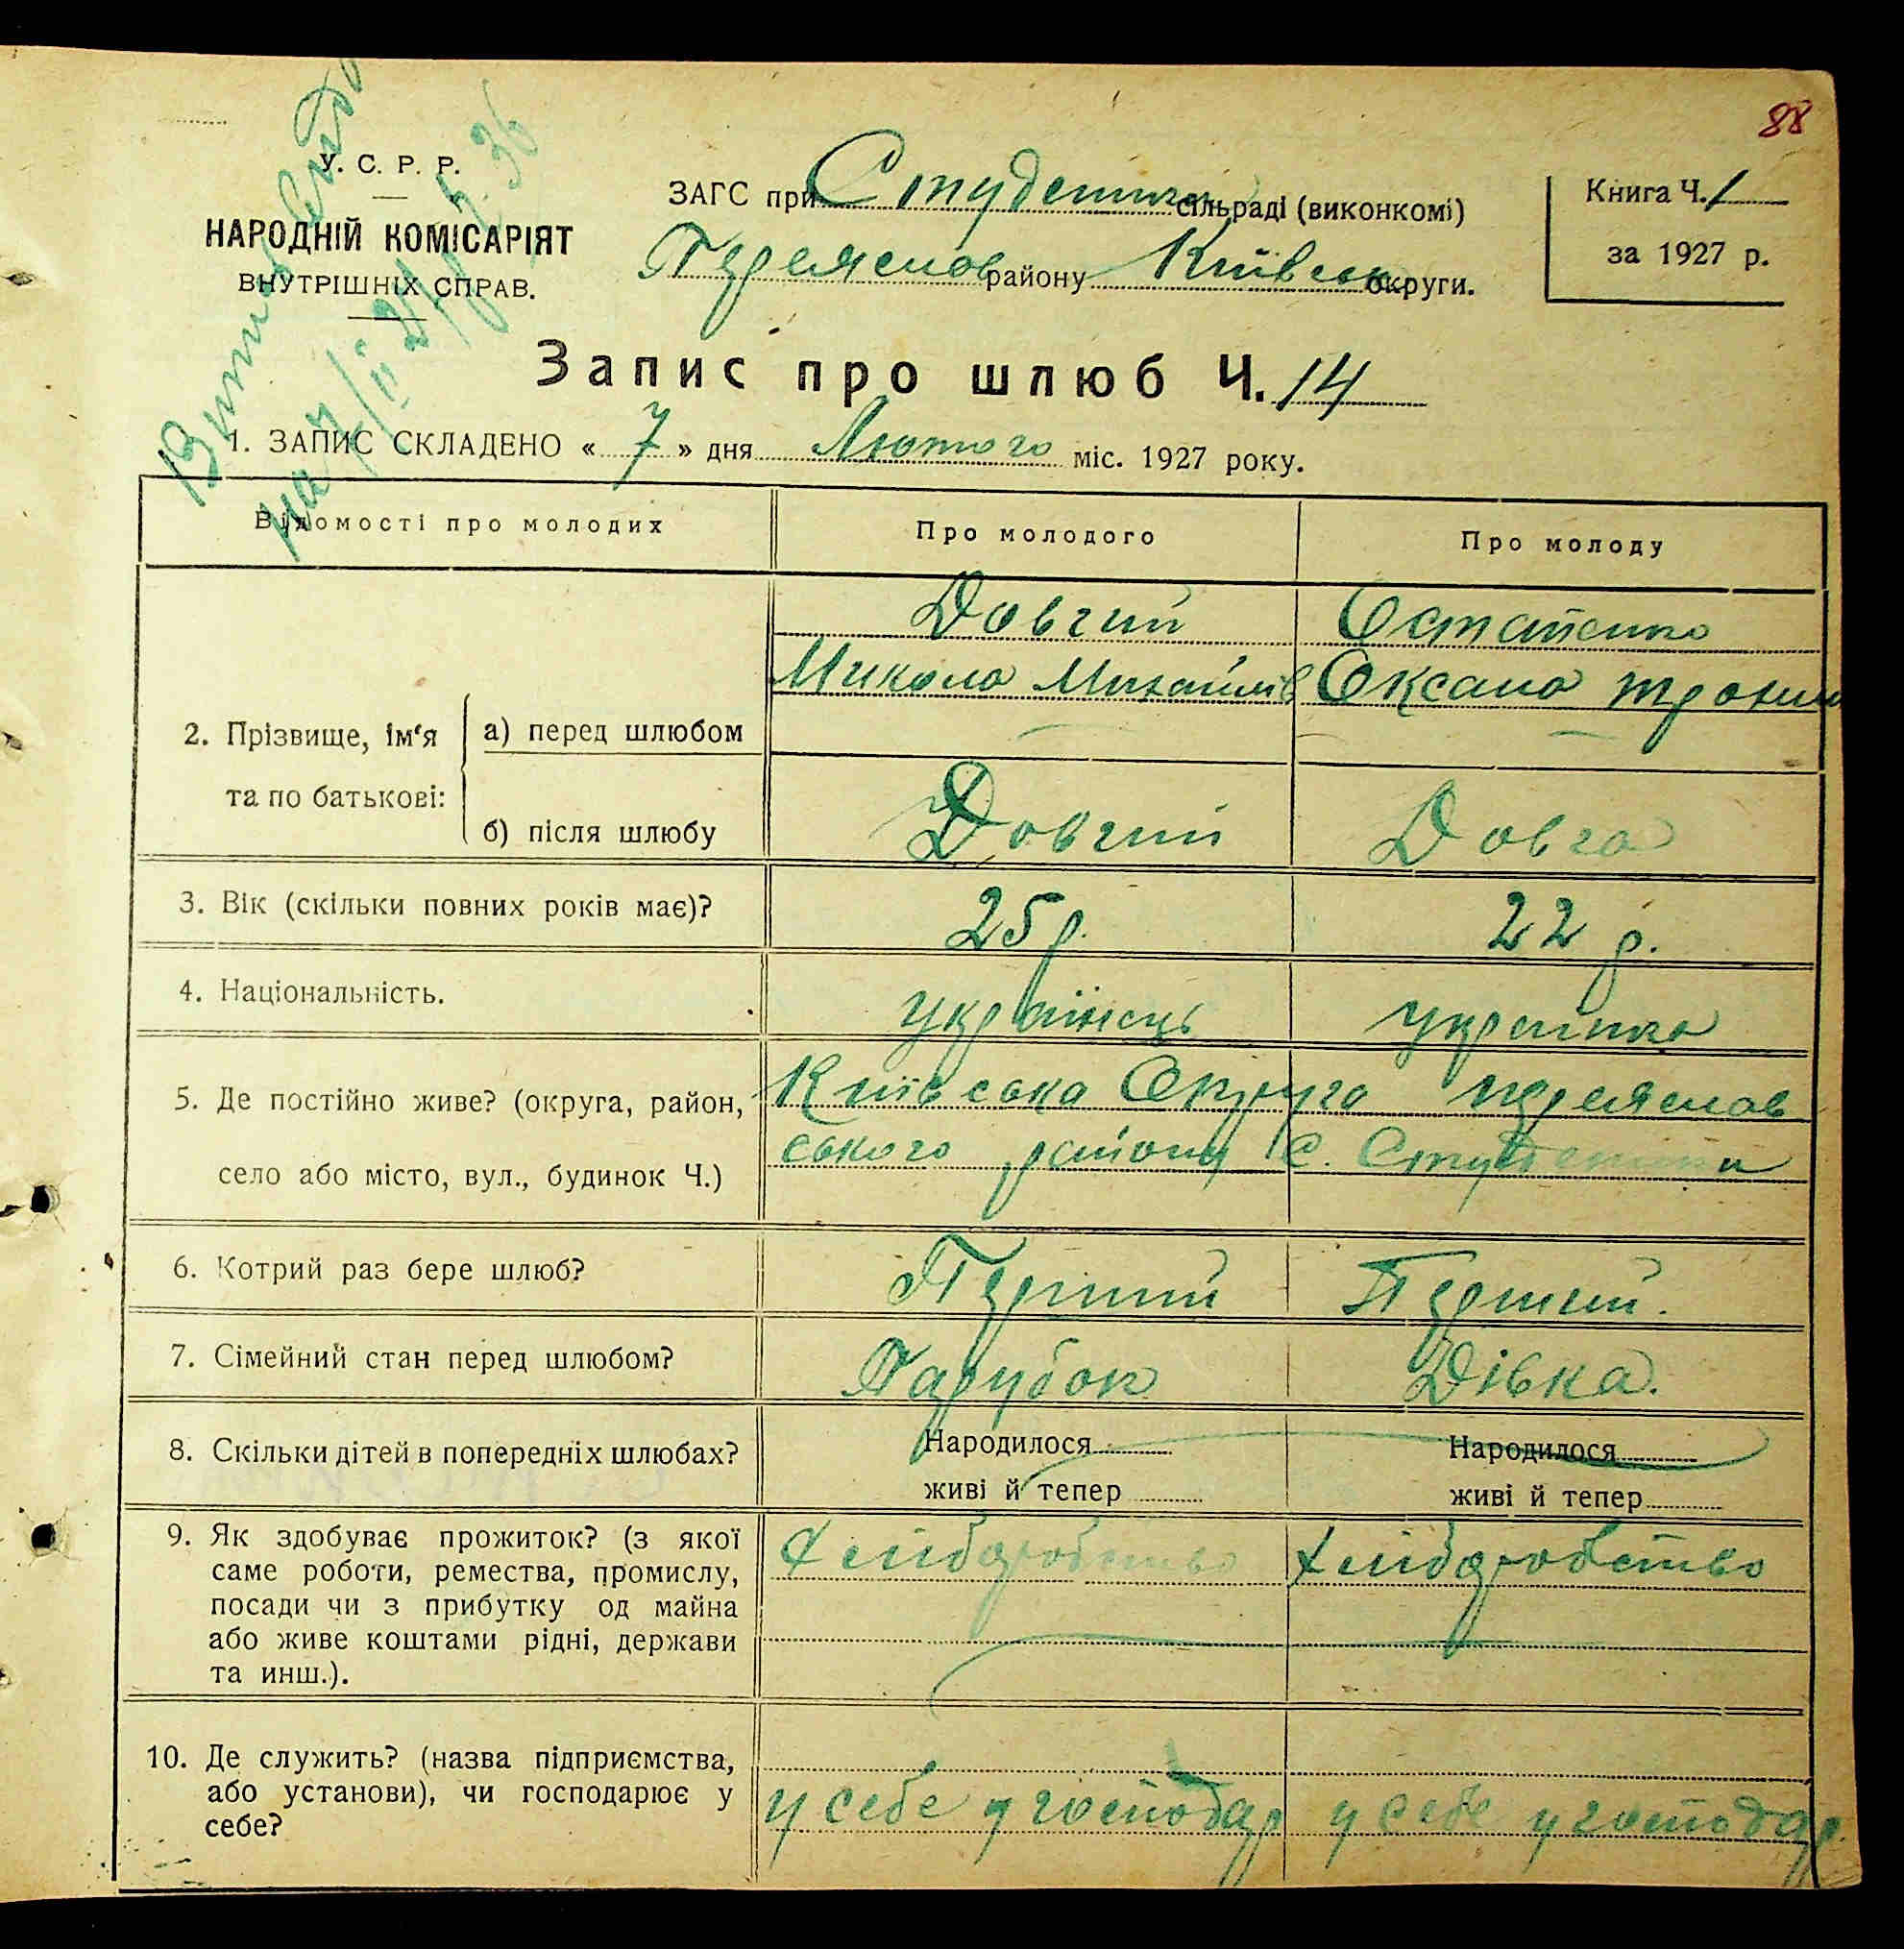 88
У. С. Р. Р.
НАРОДНІЙ КОМІСАРІЯТ
ВНУТРІШНІХ СПРАВ.
ЗАГС при Студеник сільраді (виконкомі)
Переяслов району Київськ округи.
Книга Ч. 1
за 1927 р.
Запис про шлюб Ч. 14
1. ЗАПИС СКЛАДЕНО « 7 » дня Лютого міс. 1927 року.
Відомості про молодих
Про молодого
Про молоду
2. Прізвище, ім'я та по батькові:
а) перед шлюбом
Довгий
Микола Михайлів
Остапенко
Оксана Трохим
б) після шлюбу
Довгий
Довга
3. Вік (скільки повних років має)?
25 р.
22 р.
4. Національність.
українець
українка
5. Де постійно живе? (округа, район,
село або місто, вул., будинок Ч.)
Київська Округа Переяслов
ського району с. Студеники
6. Котрий раз бере шлюб?
Перший
Перший.
7. Сімейний стан перед шлюбом?
Парубок
Дівка.
8. Скільки дітей в попередніх шлюбах?
Народилося
живі й тепер
Народилося
живі й тепер
9. Як здобуває прожиток? (з якої
саме роботи, ремества, промислу,
посади чи з прибутку од майна
або живе коштами рідні, держави
та инш.).
хлібаробство
хлібаробство
10. Де служить? (назва підприємства,
або установи), чи господарює у
себе?
у себе у господар
у себе у господар.